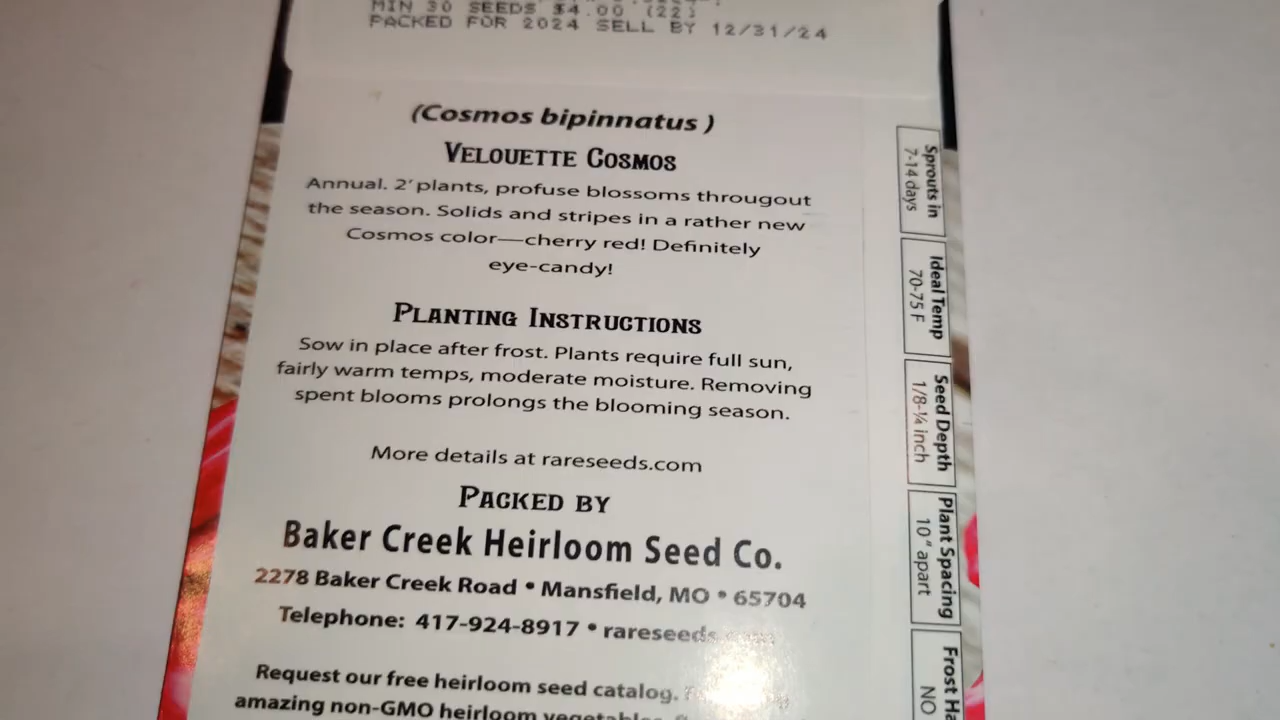 MIN 30 SEEDS $4.00 (22)
PACKED FOR 2024 SELL BY 12/31/24
(Cosmos bipinnatus )
VELOUETTE COSMOS
Annual. 2' plants, profuse blossoms througout
the season. Solids and stripes in a rather new
Cosmos color—cherry red! Definitely
eye-candy!
PLANTING INSTRUCTIONS
Sow in place after frost. Plants require full sun,
fairly warm temps, moderate moisture. Removing
spent blooms prolongs the blooming season.
More details at rareseeds.com
PACKED BY
Baker Creek Heirloom Seed Co.
2278 Baker Creek Road • Mansfield, MO • 65704
Telephone: 417-924-8917 • rareseeds.com
Request our free heirloom seed catalog.
amazing non-GMO heirloom
Sprouts in
7-14 days
Ideal Temp
70-75 F
Seed Depth
1/8-¼ inch
Plant Spacing
10" apart
Frost Ha
NO